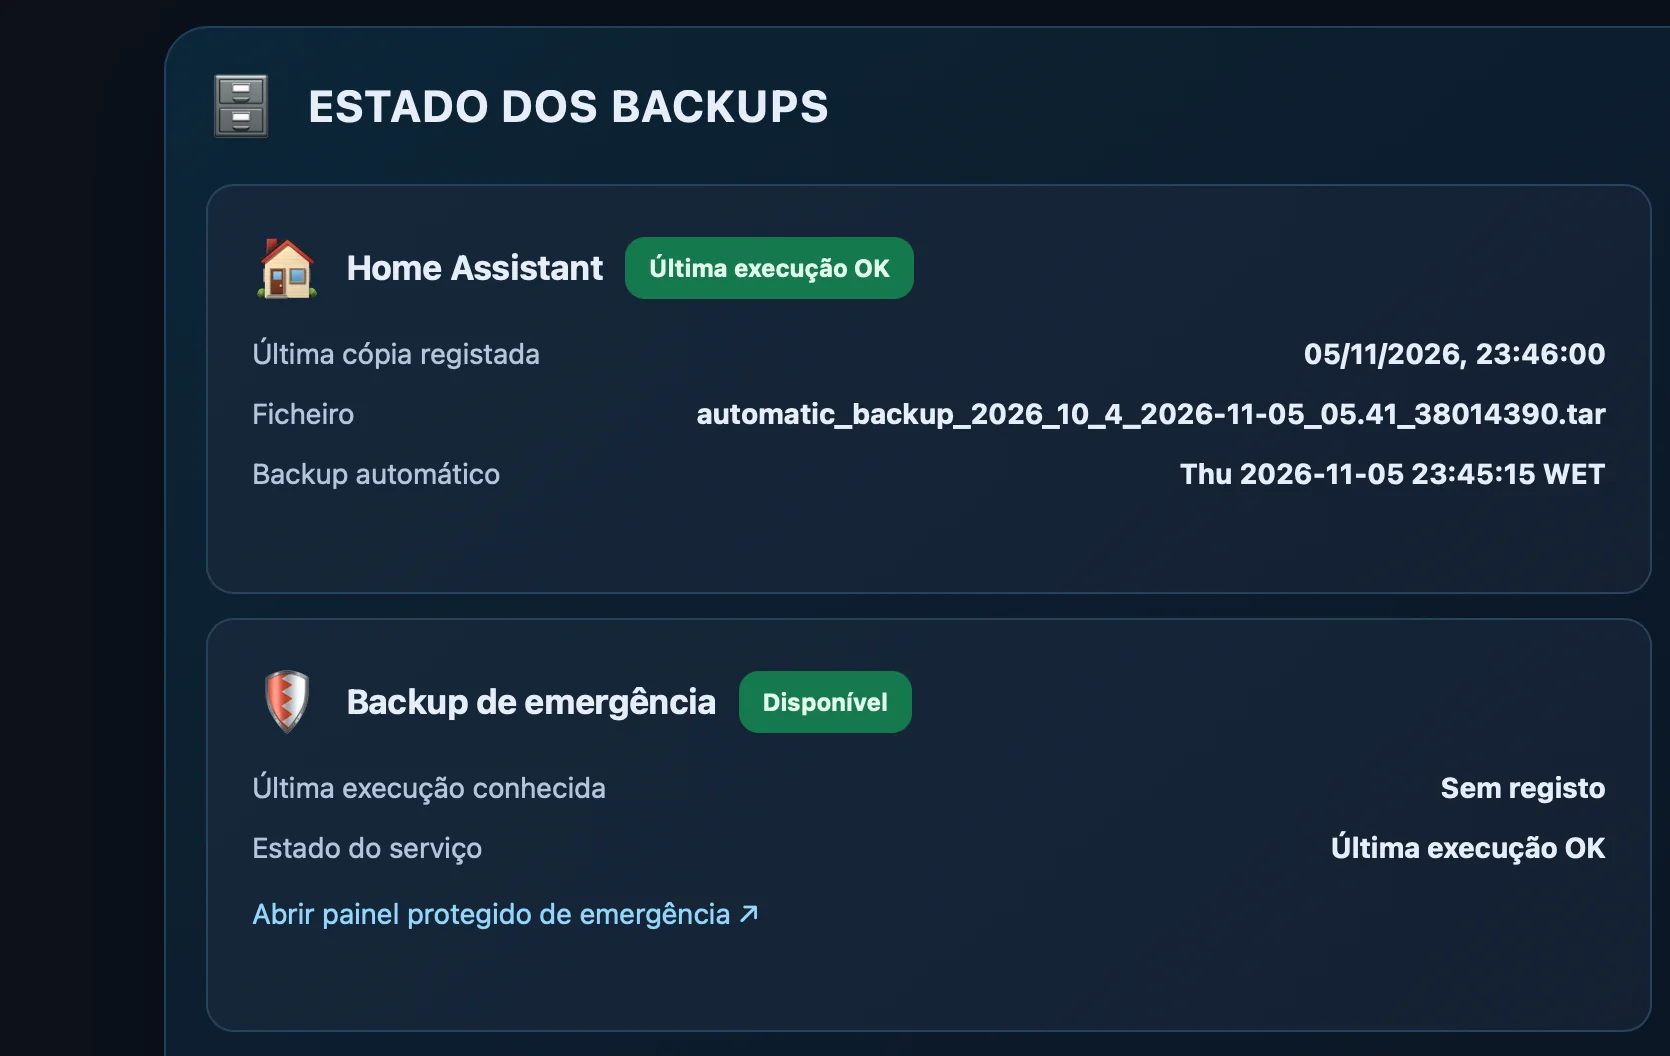 ESTADO DOS BACKUPS
Home Assistant Última execução OK
Última cópia registada 05/11/2026, 23:46:00
Ficheiro automatic_backup_2026_10_4_2026-11-05_05.41_38014390.tar
Backup automático Thu 2026-11-05 23:45:15 WET
Backup de emergência Disponível
Última execução conhecida Sem registo
Estado do serviço Última execução OK
Abrir painel protegido de emergência ↗